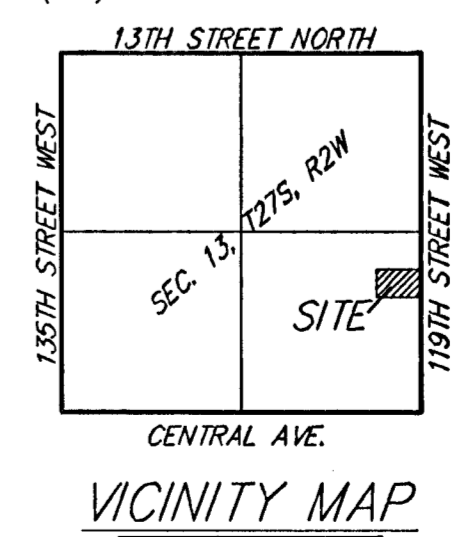 13TH STREET NORTH
135TH STREET WEST
119TH STREET WEST
SEC. 13, T27S, R2W
SITE
CENTRAL AVE.
VICINITY MAP